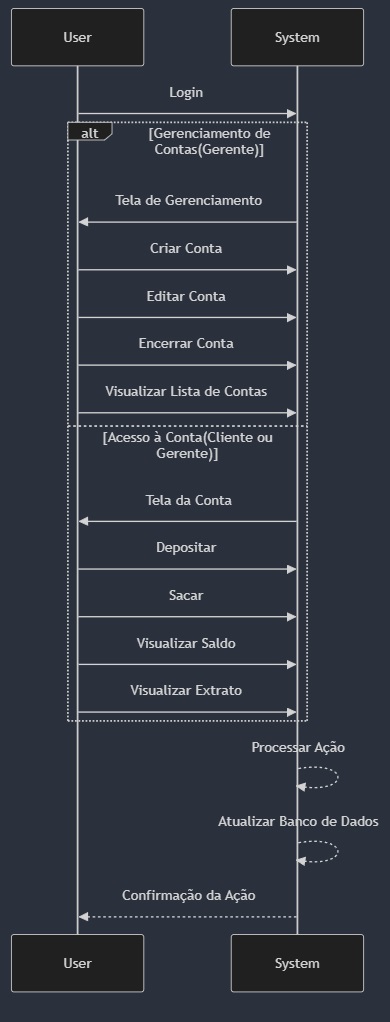 User System
Login
alt [Gerenciamento de
Contas(Gerente)]
Tela de Gerenciamento
Criar Conta
Editar Conta
Encerrar Conta
Visualizar Lista de Contas
[Acesso à Conta(Cliente ou
Gerente)]
Tela da Conta
Depositar
Sacar
Visualizar Saldo
Visualizar Extrato
Processar Ação
Atualizar Banco de Dados
Confirmação da Ação
User System